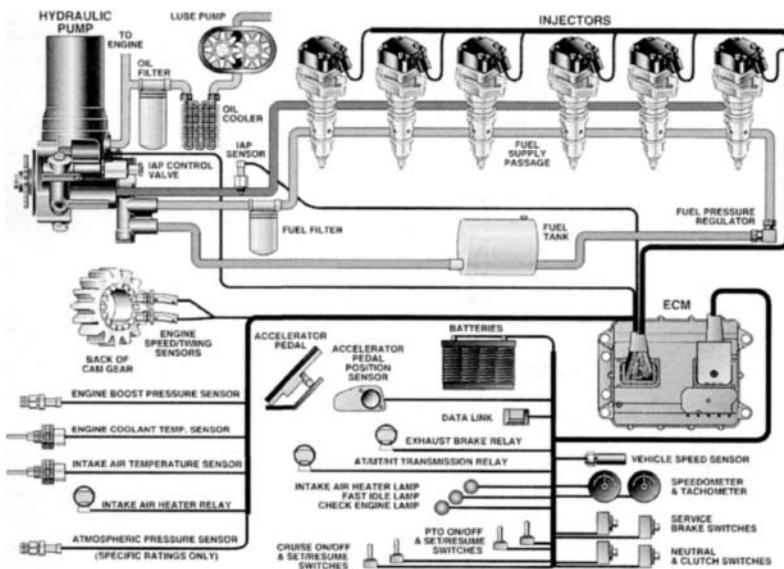 HYDRAULIC
PUMP
TO
ENGINE
LUBE PUMP
OIL
FILTER
OIL
COOLER
INJECTORS
IAP
SENSOR
IAP CONTROL
VALVE
FUEL
SUPPLY
PASSAGE
FUEL FILTER
FUEL
TANK
FUEL PRESSURE
REGULATOR
ECM
ENGINE
SPEED/TIMING
SENSORS
BACK OF
CAM GEAR
ACCELERATOR
PEDAL
ACCELERATOR
PEDAL
POSITION
SENSOR
BATTERIES
DATA LINK
ENGINE BOOST PRESSURE SENSOR
ENGINE COOLANT TEMP. SENSOR
INTAKE AIR TEMPERATURE SENSOR
INTAKE AIR HEATER RELAY
ATMOSPHERIC PRESSURE SENSOR
(SPECIFIC RATINGS ONLY)
EXHAUST BRAKE RELAY
AT/MT/HT TRANSMISSION RELAY
INTAKE AIR HEATER LAMP
FAST IDLE LAMP
CHECK ENGINE LAMP
VEHICLE SPEED SENSOR
SPEEDOMETER
& TACHOMETER
PTO ON/OFF
& SET/RESUME
SWITCHES
CRUISE ON/OFF
& SET/RESUME
SWITCHES
SERVICE
BRAKE SWITCHES
NEUTRAL
& CLUTCH SWITCHES